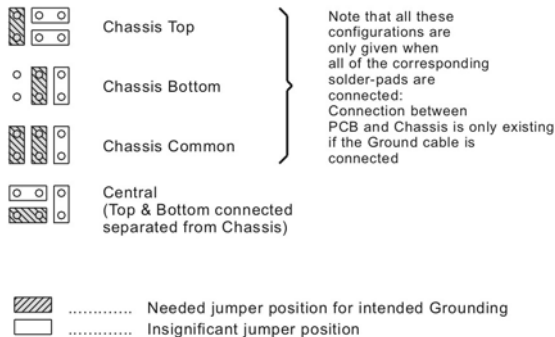 Chassis Top
Chassis Bottom
Chassis Common
Central
(Top & Bottom connected
separated from Chassis)
Note that all these
configurations are
only given when
all of the corresponding
solder-pads are
connected:
Connection between
PCB and Chassis is only existing
if the Ground cable is
connected
............. Needed jumper position for intended Grounding
............. Insignificant jumper position